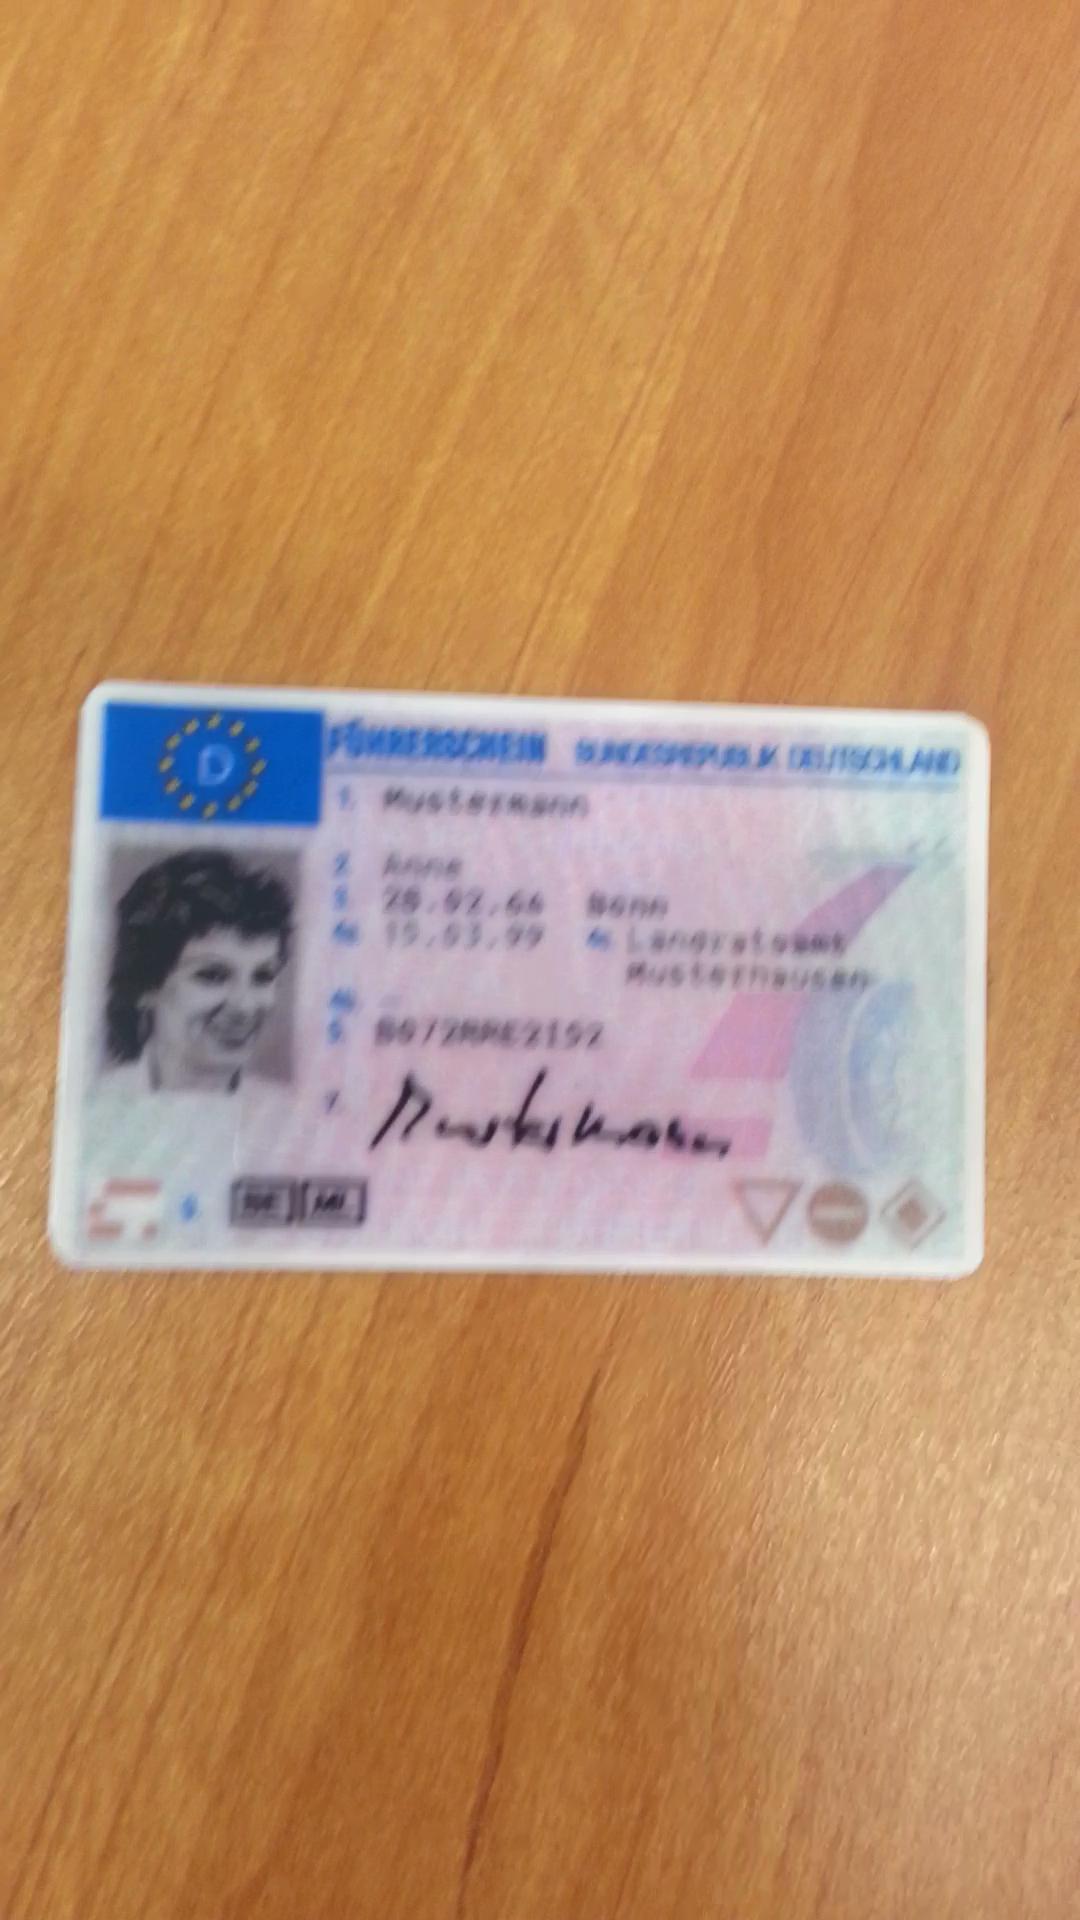 D
FÜHRERSCHEIN BUNDESREPUBLIK DEUTSCHLAND
1. Mustermann
2. Anne
3. 28.02.66 Bonn
4a 15.03.99 4c Landratsamt
Musterhausen
4b -
5. B072RRE2I52
7. Mustermann
9. BE ML